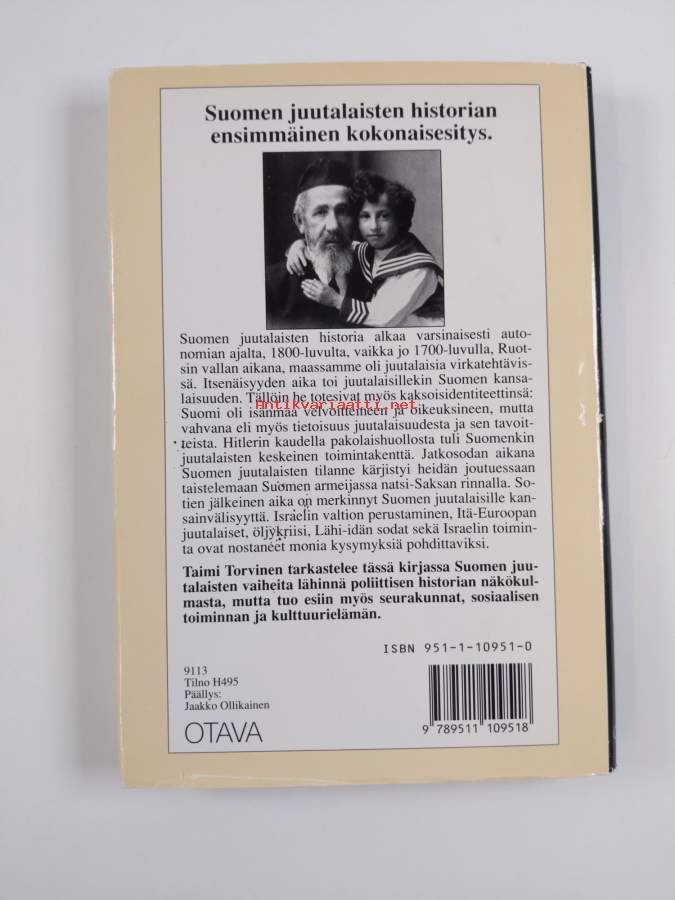 Suomen juutalaisten historian
ensimmäinen kokonaisesitys.
Suomen juutalaisten historia alkaa varsinaisesti auto-
nomian ajalta, 1800-luvulta, vaikka jo 1700-luvulla, Ruot-
sin vallan aikana, maassamme oli juutalaisia virkatehtävis-
sä. Itsenäisyyden aika toi juutalaisillekin Suomen kansa-
laisuuden. Tällöin he totesivat myös kaksoisidentiteettinsä:
Antikvariaatti.net
Suomi oli isänmaa velvoitteineen ja oikeuksineen, mutta
vahvana eli myös tietoisuus juutalaisuudesta ja sen tavoit-
teista. Hitlerin kaudella pakolaishuollosta tuli Suomenkin
juutalaisten keskeinen toimintakenttä. Jatkosodan aikana
Suomen juutalaisten tilanne kärjistyi heidän joutuessaan
taistelemaan Suomen armeijassa natsi-Saksan rinnalla. So-
tien jälkeinen aika on merkinnyt Suomen juutalaisille kan-
sainvälisyyttä. Israelin valtion perustaminen, Itä-Euroopan
juutalaiset, öljykriisi, Lähi-idän sodat sekä Israelin toimin-
ta ovat nostaneet monia kysymyksiä pohdittaviksi.
Taimi Torvinen tarkastelee tässä kirjassa Suomen juu-
talaisten vaiheita lähinnä poliittisen historian näkökul-
masta, mutta tuo esiin myös seurakunnat, sosiaalisen
toiminnan ja kulttuurielämän.
ISBN 951-1-10951-0
9113
Tilno H495
Päällys:
Jaakko Ollikainen
OTAVA
9 789511 109518